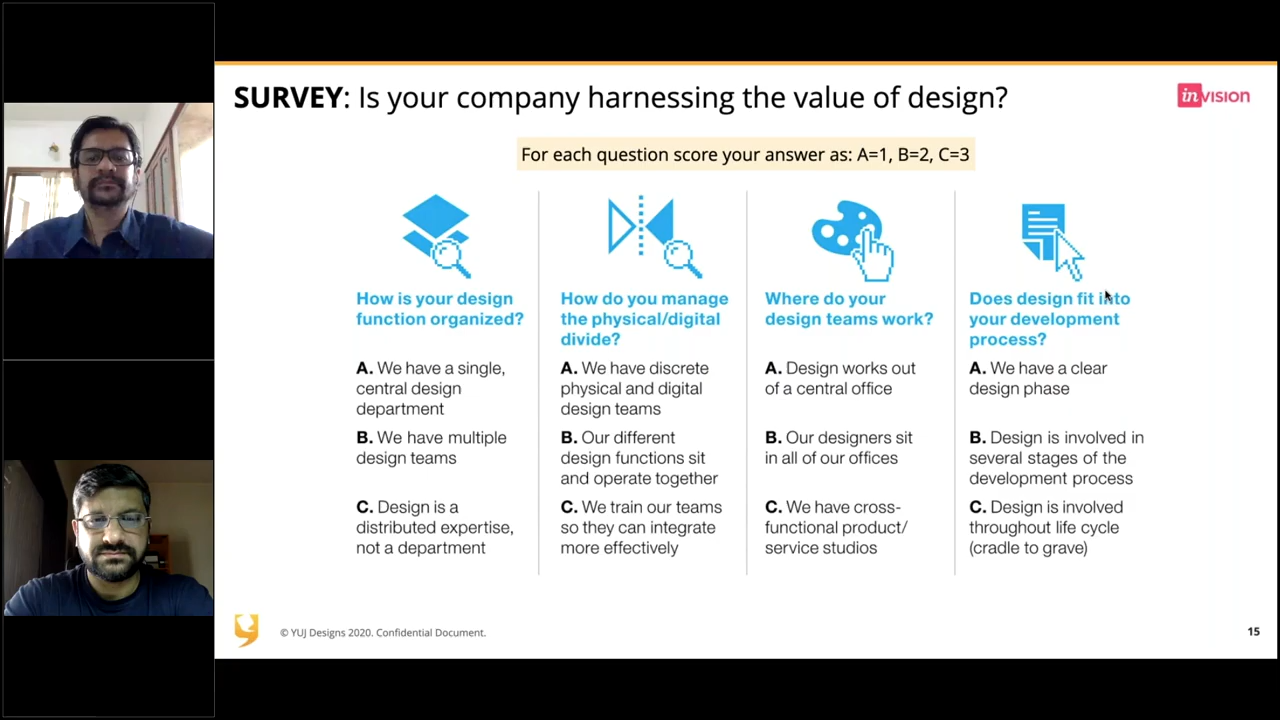 SURVEY: Is your company harnessing the value of design?
invision
For each question score your answer as: A=1, B=2, C=3
How is your design
function organized?
A. We have a single,
central design
department
B. We have multiple
design teams
C. Design is a
distributed expertise,
not a department
How do you manage
the physical/digital
divide?
A. We have discrete
physical and digital
design teams
B. Our different
design functions sit
and operate together
C. We train our teams
so they can integrate
more effectively
Where do your
design teams work?
A. Design works out
of a central office
B. Our designers sit
in all of our offices
C. We have cross-
functional product/
service studios
Does design fit into
your development
process?
A. We have a clear
design phase
B. Design is involved in
several stages of the
development process
C. Design is involved
throughout life cycle
(cradle to grave)
© YUJ Designs 2020. Confidential Document.
15